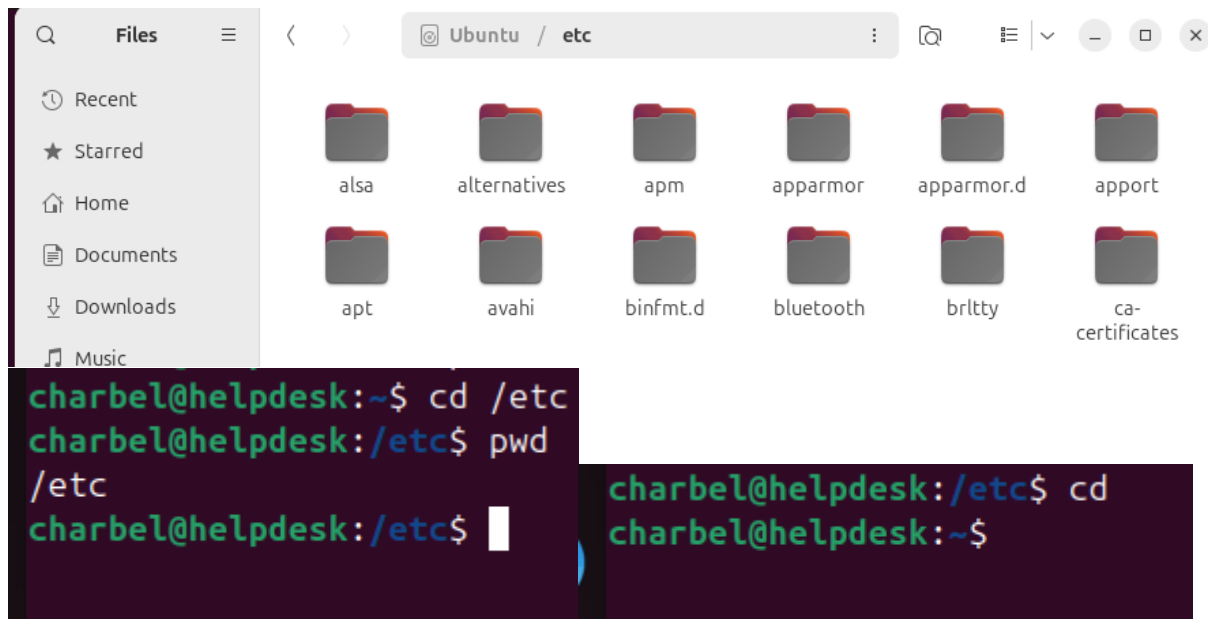 Files
Ubuntu / etc
Recent
Starred
Home
Documents
Downloads
Music
alsa alternatives apm apparmor apparmor.d apport
apt avahi binfmt.d bluetooth brltty ca-
certificates
charbel@helpdesk:~$ cd /etc
charbel@helpdesk:/etc$ pwd
/etc
charbel@helpdesk:/etc$
charbel@helpdesk:/etc$ cd
charbel@helpdesk:~$